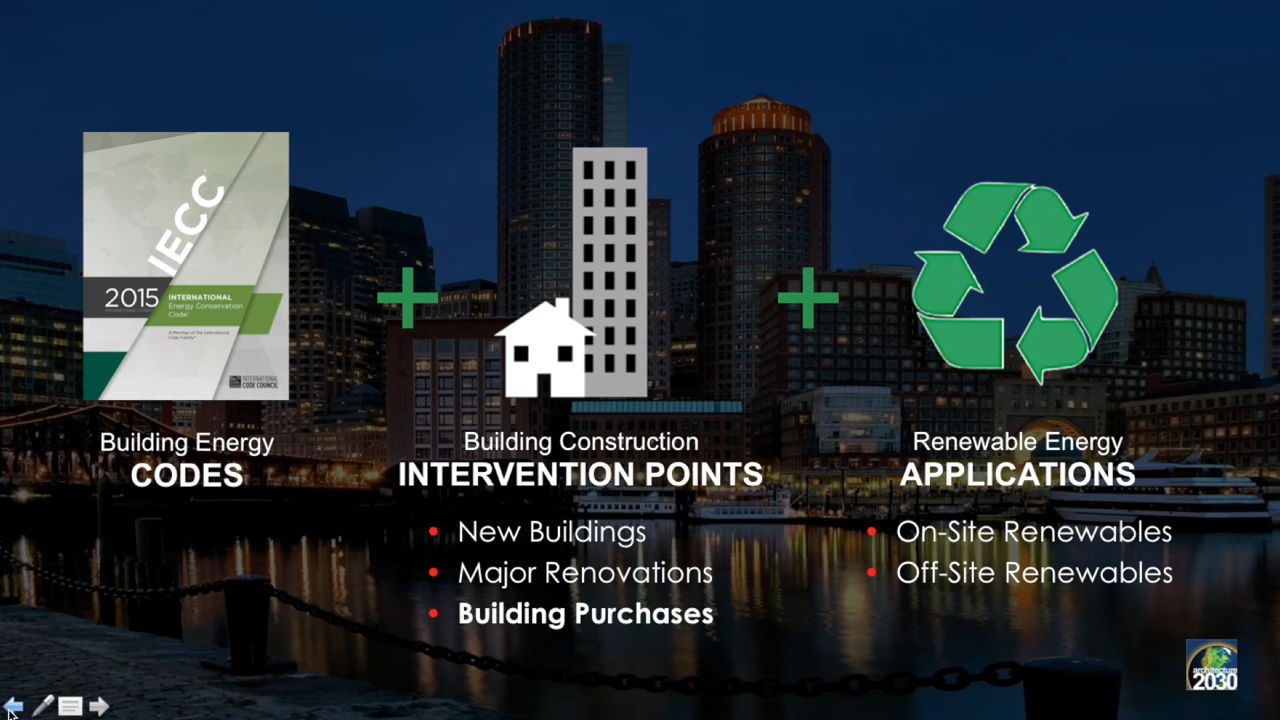 IECC
2015
INTERNATIONAL
Energy Conservation
Code®
A Member of the International
Code Family®
INTERNATIONAL
CODE COUNCIL
Building Energy
CODES
Building Construction
INTERVENTION POINTS
• New Buildings
• Major Renovations
• Building Purchases
Renewable Energy
APPLICATIONS
• On-Site Renewables
• Off-Site Renewables
architecture
2030